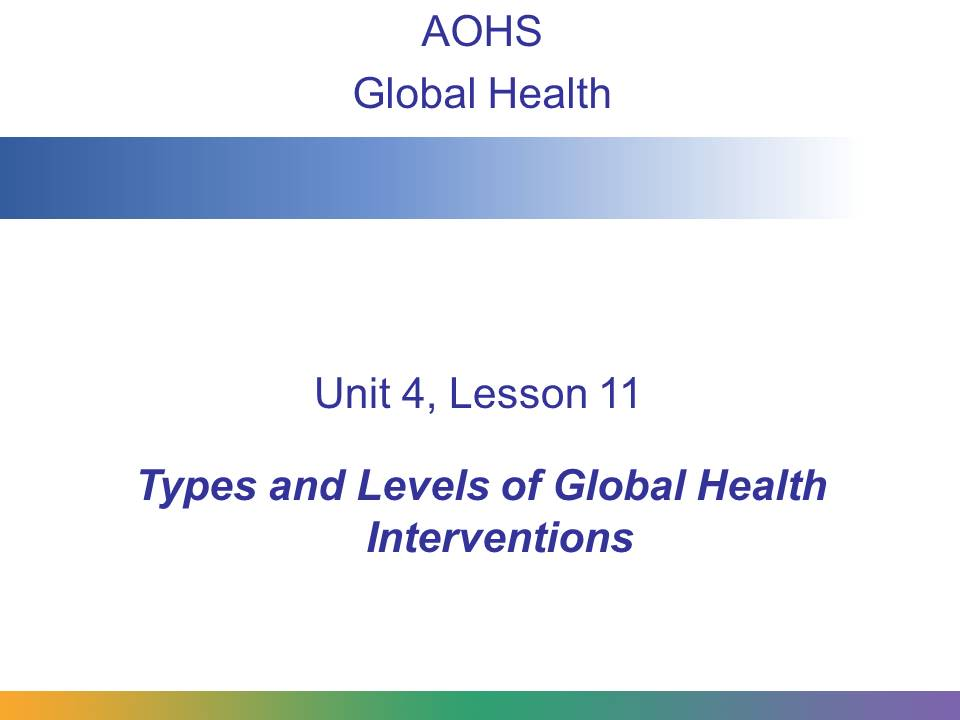 AOHS
Global Health
Unit 4, Lesson 11
Types and Levels of Global Health
Interventions